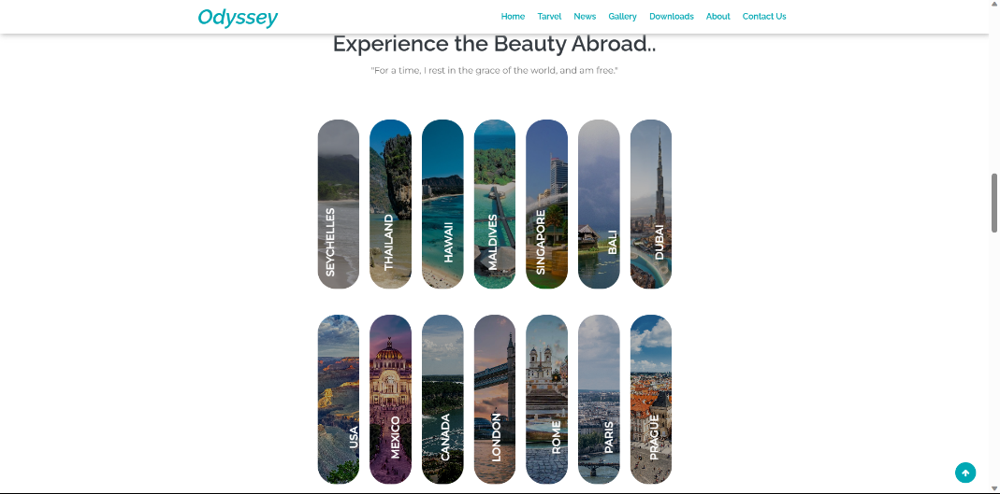 Odyssey
Home Tarvel News Gallery Downloads About Contact Us
Experience the Beauty Abroad..
"For a time, I rest in the grace of the world, and am free."
SEYCHELLES
THAILAND
HAWAII
MALDIVES
SINGAPORE
BALI
DUBAI
USA
MEXICO
CANADA
LONDON
ROME
PARIS
PRAGUE